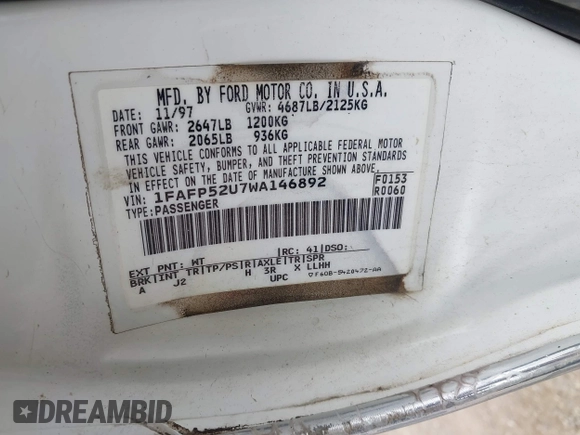 MFD. BY FORD MOTOR CO. IN U.S.A.
DATE: 11/97 GVWR: 4687LB/2125KG
FRONT GAWR: 2647LB 1200KG
REAR GAWR: 2065LB 936KG
THIS VEHICLE CONFORMS TO ALL APPLICABLE FEDERAL MOTOR
VEHICLE SAFETY, BUMPER, AND THEFT PREVENTION STANDARDS
IN EFFECT ON THE DATE OF MANUFACTURE SHOWN ABOVE.
VIN: 1FAFP52U7WA146892 F0153
TYPE: PASSENGER R0060
EXT PNT: WT |RC: 41|DSO:
BRK|INT TR|TP/PS|R|AXLE|TR|SPR
A J2 H 3R X LLHH
UPC F60B-5420472-AA
DREAMBID